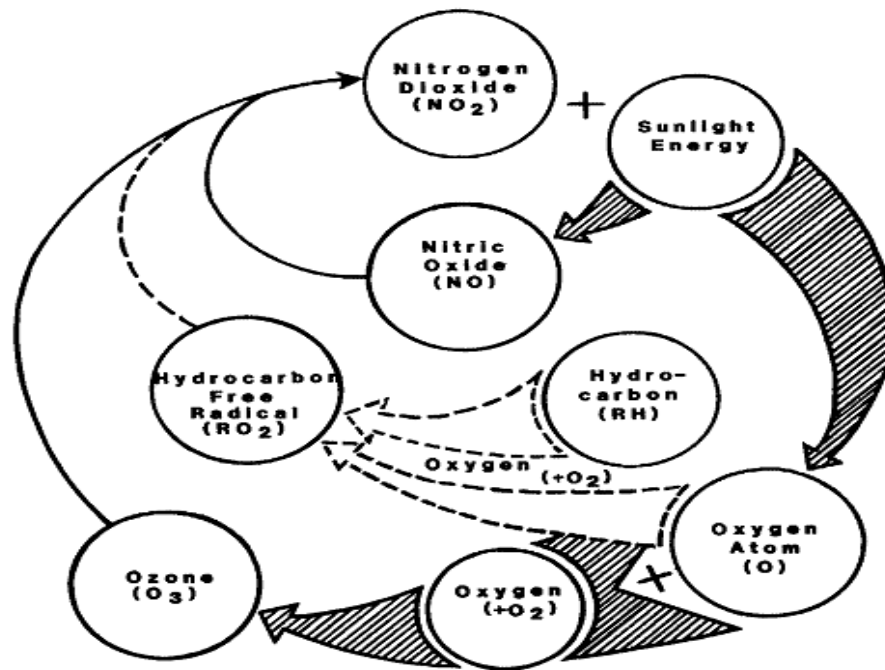 Nitrogen
Dioxide
(NO₂)
+
Sunlight
Energy
Nitric
Oxide
(NO)
Hydrocarbon
Free
Radical
(RO₂)
Hydro-
carbon
(RH)
Oxygen
(+O₂)
Oxygen
Atom
(O)
+
Ozone
(O₃)
Oxygen
(+O₂)